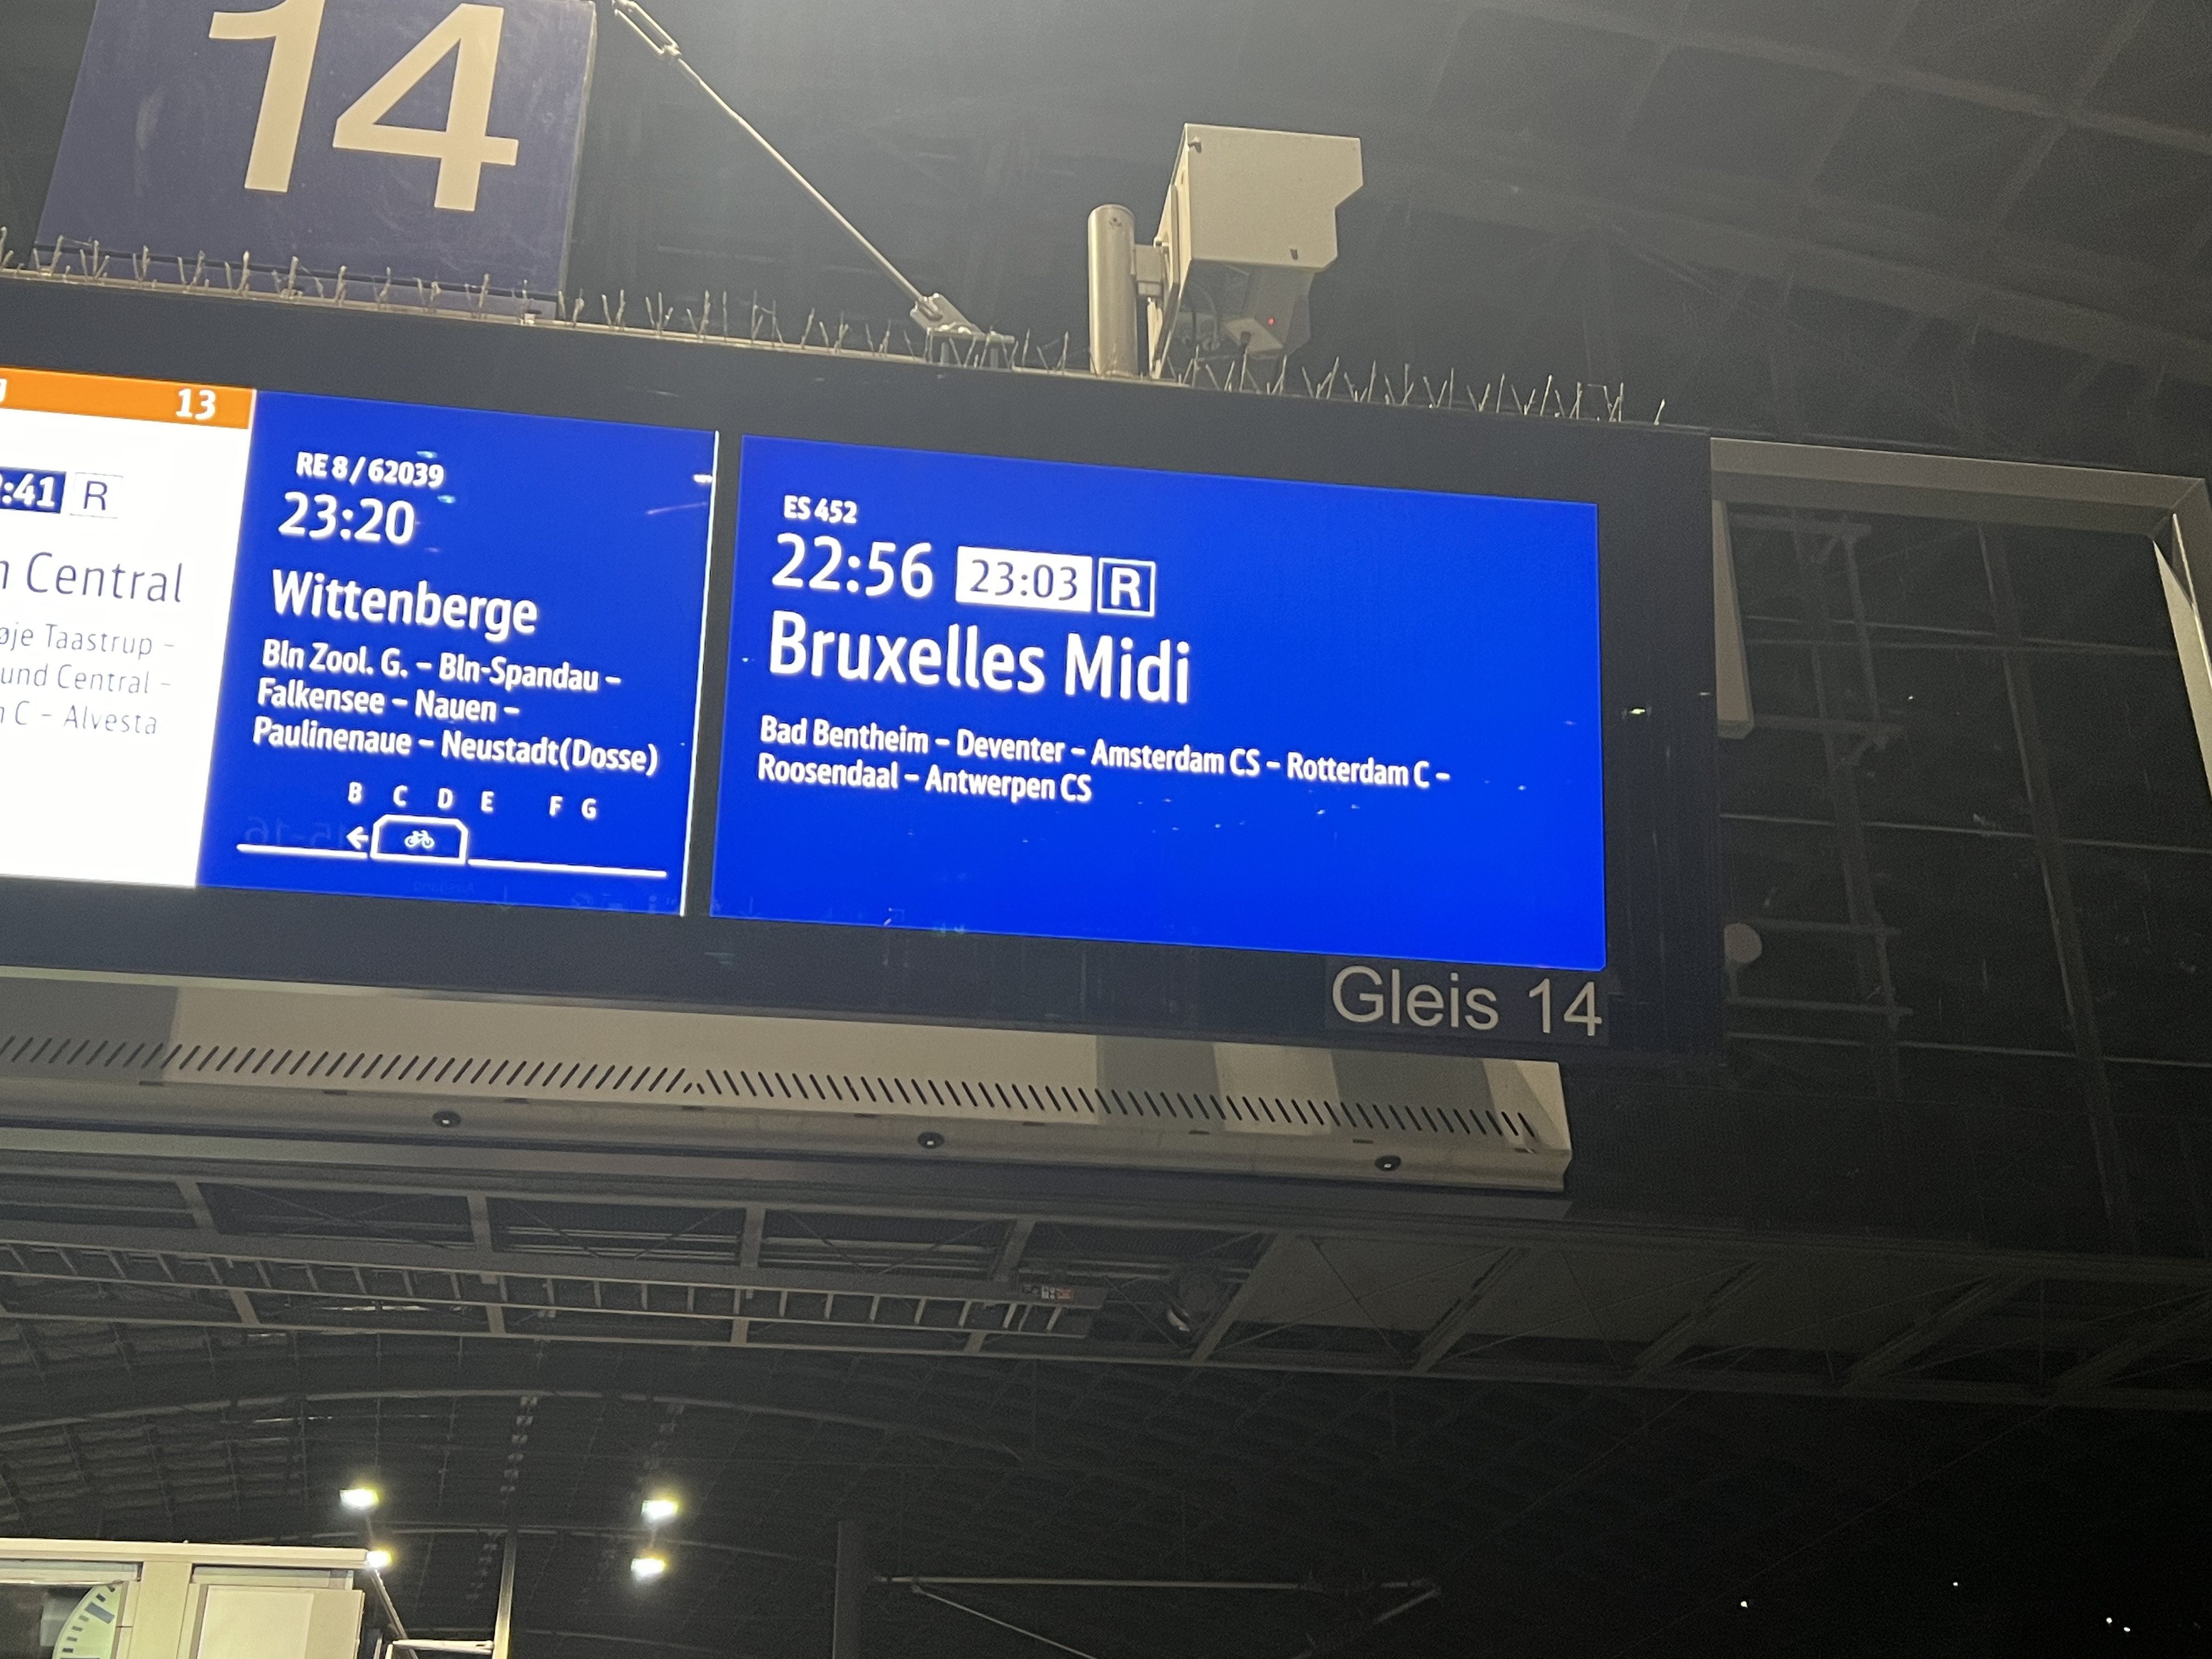 14
13
:41 R
Central
øje Taastrup –
und Central –
C – Alvesta
RE 8 / 62039
23:20
Wittenberge
Bln Zool. G. – Bln-Spandau –
Falkensee – Nauen –
Paulinenaue – Neustadt(Dosse)
B C D E F G
ES 452
22:56 23:03 R
Bruxelles Midi
Bad Bentheim – Deventer – Amsterdam CS – Rotterdam C –
Roosendaal – Antwerpen CS
Gleis 14